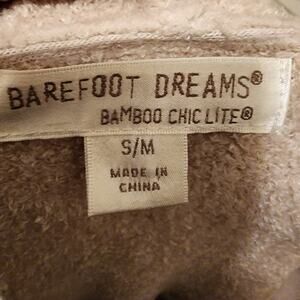 BAREFOOT DREAMS®
BAMBOO CHIC LITE®
S/M
MADE IN
CHINA